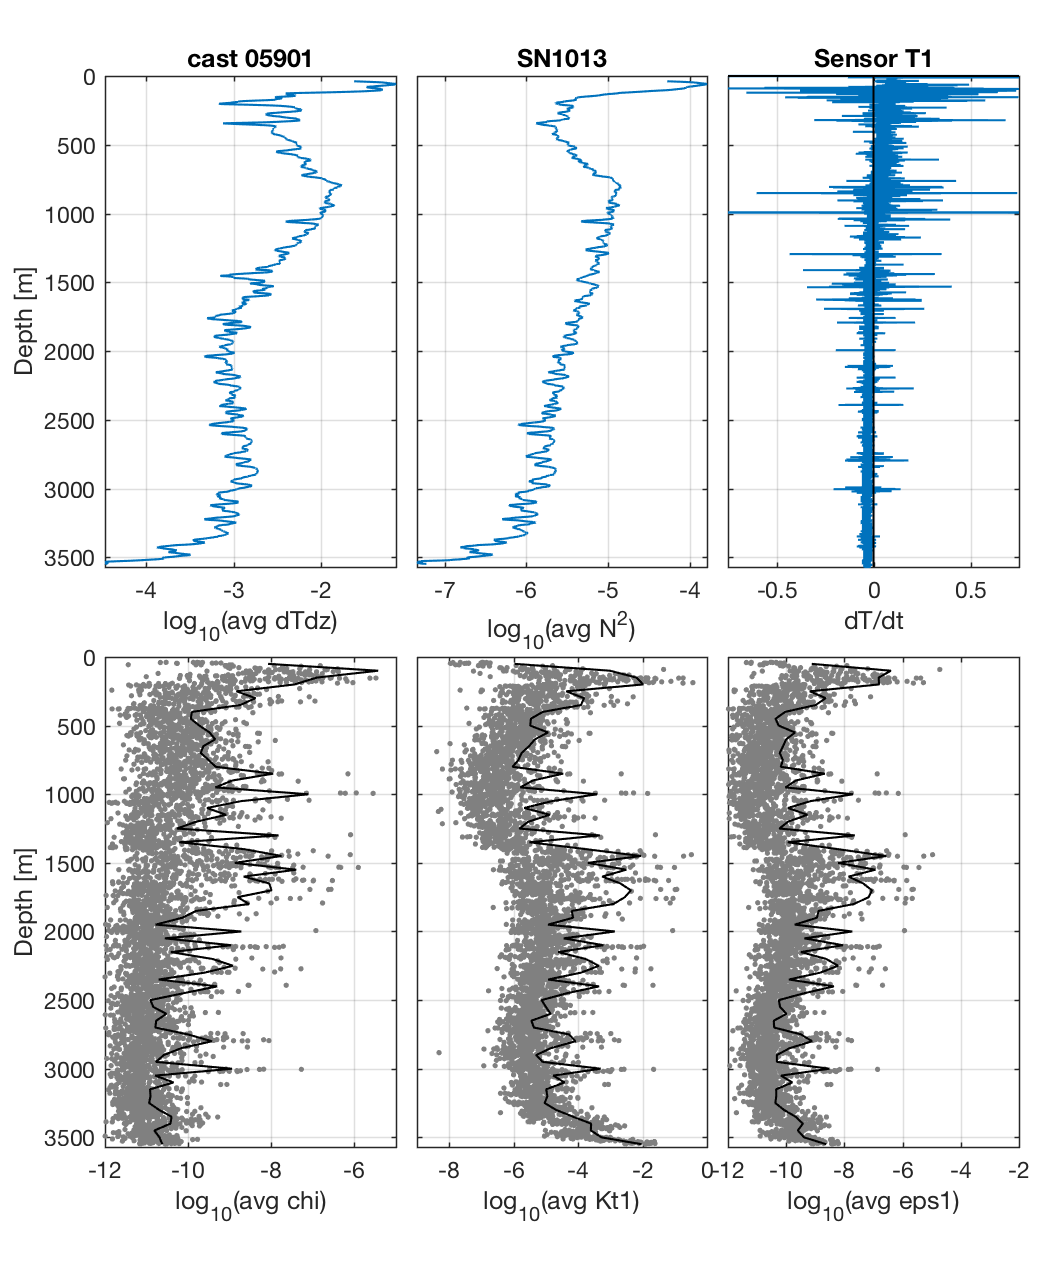 cast 05901 SN1013 Sensor T1
0
500
1000
1500
2000
2500
3000
3500
Depth [m]
-4 -3 -2 -7 -6 -5 -4 -0.5 0 0.5
log10(avg dTdz) log10(avg N2) dT/dt
0
500
1000
1500
2000
2500
3000
3500
Depth [m]
-12 -10 -8 -6 -8 -6 -4 -2 0 -12 -10 -8 -6 -4 -2
log10(avg chi) log10(avg Kt1) log10(avg eps1)